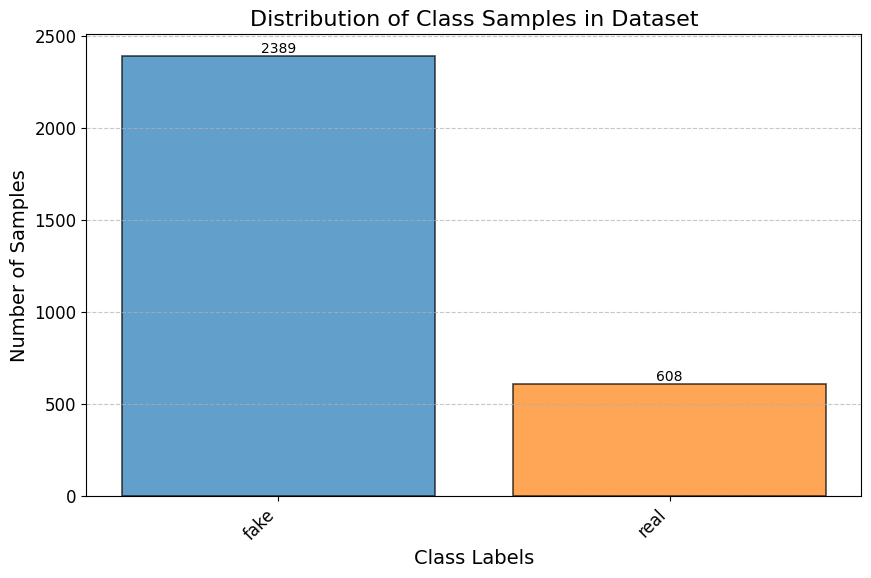 Distribution of Class Samples in Dataset
2500
2389
2000
1500
1000
608
500
0
Number of Samples
fake
real
Class Labels